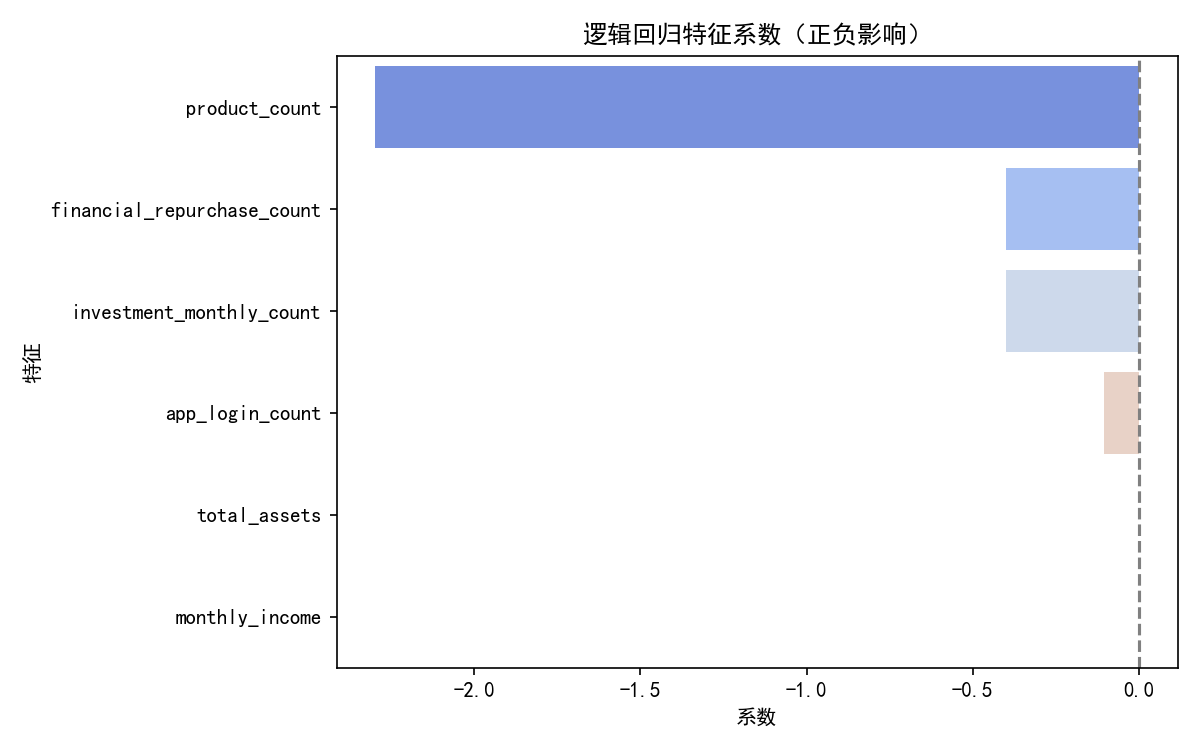 逻辑回归特征系数（正负影响）
特征
product_count
financial_repurchase_count
investment_monthly_count
app_login_count
total_assets
monthly_income
-2.0 -1.5 -1.0 -0.5 0.0
系数